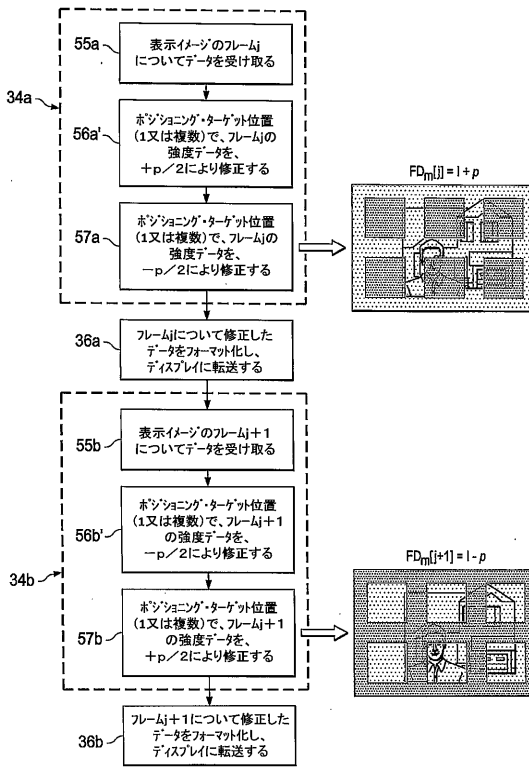 55a
表示イメージのフレームj
についてデータを受け取る
34a
56a'
ポジショニング・ターゲット位置
(1又は複数)で、フレームjの
強度データを、
+p/2により修正する
57a
ポジショニング・ターゲット位置
(1又は複数)で、フレームjの
強度データを、
-p/2により修正する
FDm[j] = I + p
36a
フレームjについて修正した
データをフォーマット化し、
ディスプレイに転送する
55b
表示イメージのフレームj+1
についてデータを受け取る
56b'
ポジショニング・ターゲット位置
(1又は複数)で、フレームj+1
の強度データを、
-p/2により修正する
34b
57b
ポジショニング・ターゲット位置
(1又は複数)で、フレームj+1
の強度データを、
+p/2により修正する
FDm[j+1] = I - p
36b
フレームj+1について修正した
データをフォーマット化し、
ディスプレイに転送する